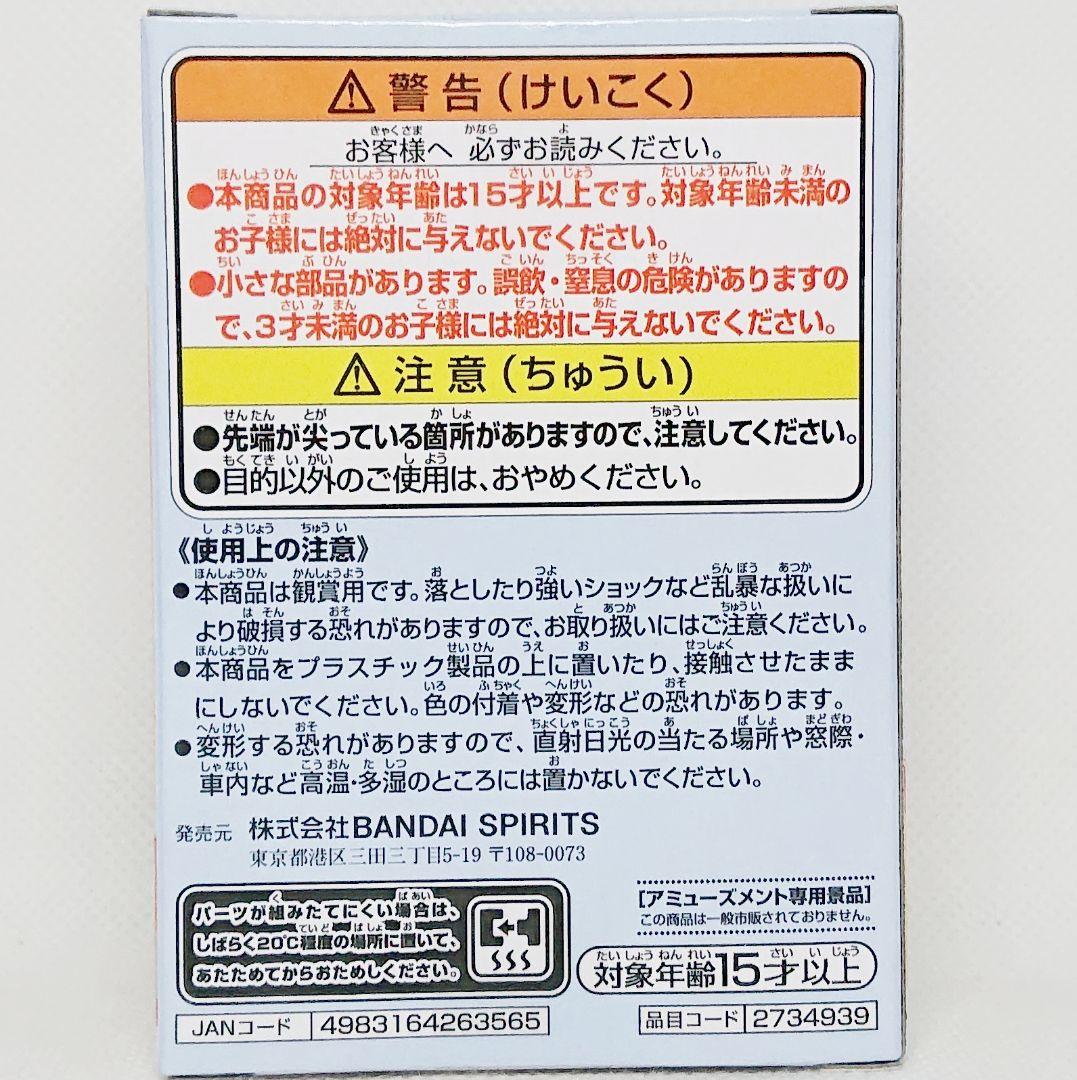 ⚠警告(けいこく)
お客様へ 必ずお読みください。
●本商品の対象年齢は15才以上です。対象年齢未満の
お子様には絶対に与えないでください。
●小さな部品があります。誤飲・窒息の危険がありますの
で、3才未満のお子様には絶対に与えないでください。
⚠注意(ちゅうい)
●先端が尖っている箇所がありますので、注意してください。
●目的以外のご使用は、おやめください。
《使用上の注意》
●本商品は観賞用です。落としたり強いショックなど乱暴な扱いに
より破損する恐れがありますので、お取り扱いにはご注意ください。
●本商品をプラスチック製品の上に置いたり、接触させたまま
にしないでください。色の付着や変形などの恐れがあります。
●変形する恐れがありますので、直射日光の当たる場所や窓際・
車内など高温・多湿のところには置かないでください。
発売元 株式会社BANDAI SPIRITS
東京都港区三田三丁目5-19 〒108-0073
パーツが組みたてにくい場合は、
しばらく20℃程度の場所に置いて、
あたためてからおためしください。
[アミューズメント専用景品]
この商品は一般市販されておりません。
対象年齢15才以上
JANコード 4983164263565
品目コード 2734939